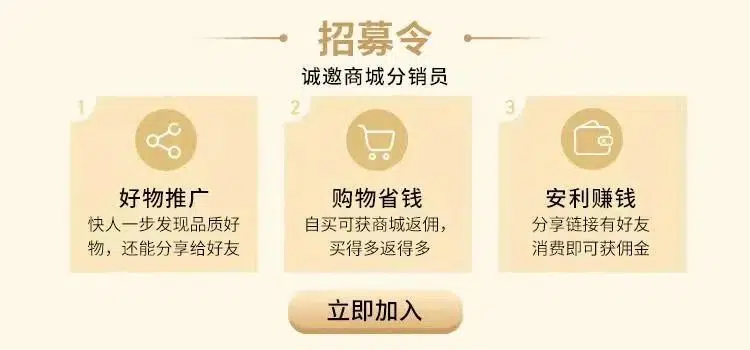 招募令
诚邀商城分销员
1
好物推广
快人一步发现品质好
物，还能分享给好友
2
购物省钱
自买可获商城返佣，
买得多返得多
3
安利赚钱
分享链接有好友
消费即可获佣金
立即加入